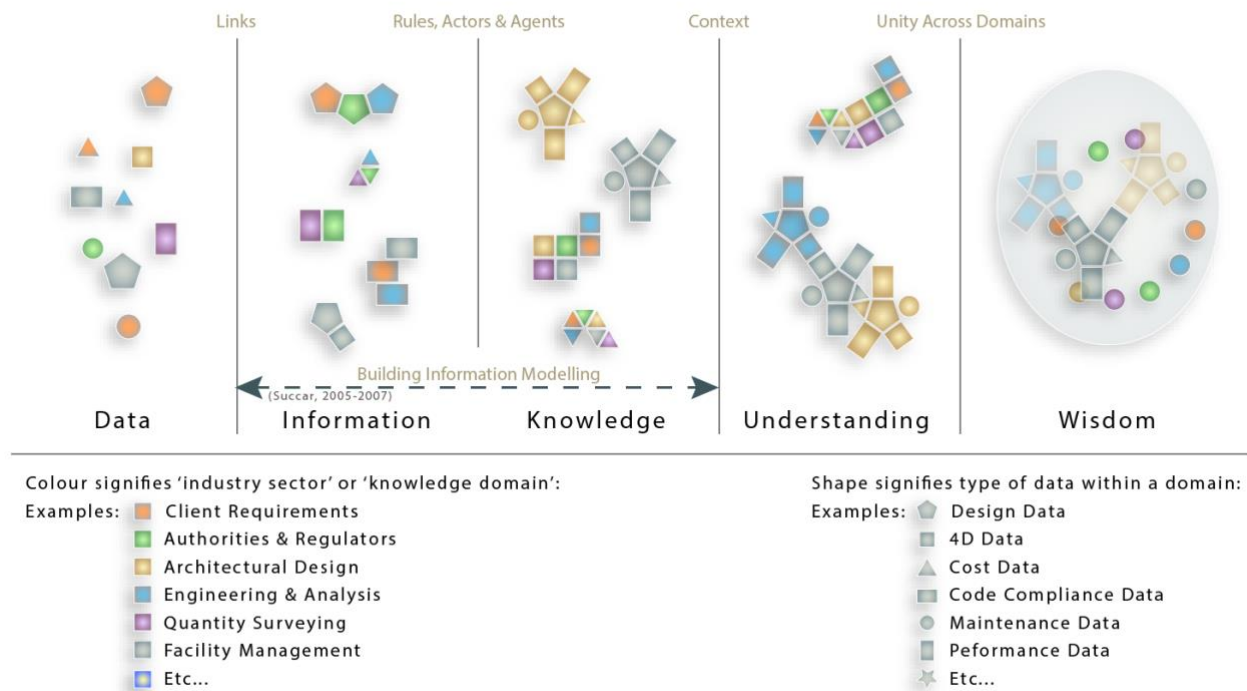 Links
Rules, Actors & Agents
Context
Unity Across Domains
Building Information Modelling
(Succar, 2005-2007)
Data
Information
Knowledge
Understanding
Wisdom
Colour signifies ‘industry sector’ or ‘knowledge domain’:
Examples:
Client Requirements
Authorities & Regulators
Architectural Design
Engineering & Analysis
Quantity Surveying
Facility Management
Etc...
Shape signifies type of data within a domain:
Examples:
Design Data
4D Data
Cost Data
Code Compliance Data
Maintenance Data
Peformance Data
Etc...